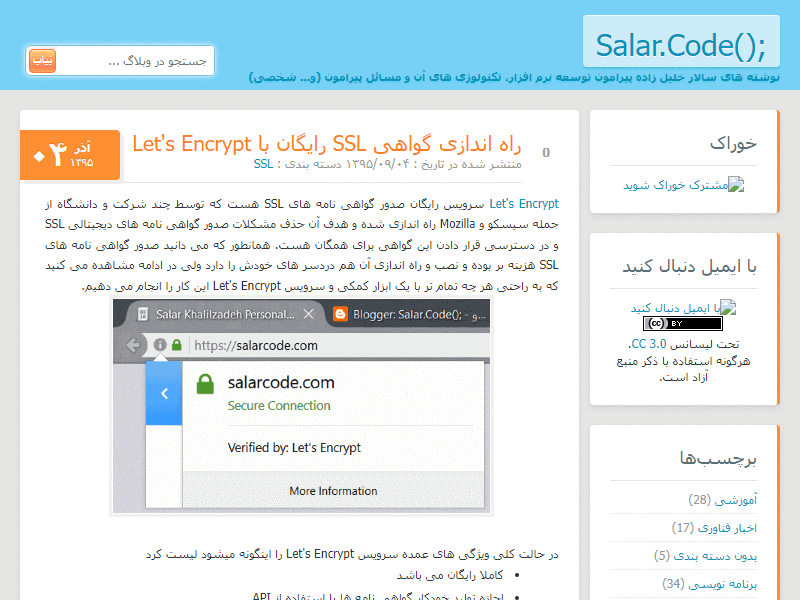 Salar.Code();
نوشته های سالار خلیل زاده پیرامون توسعه نرم افزار، تکنولوژی های آن و مسائل پیرامون (و... شخصی)
جستجو در وبلاگ ...
بیاب
خوراک
مشترک خوراک شوید
با ایمیل دنبال کنید
با ایمیل دنبال کنید
cc BY
تحت لیسانس CC 3.0.
هرگونه استفاده با ذکر منبع
آزاد است.
برچسب‌ها
آموزشی (28)
اخبار فناوری (17)
بدون دسته بندی (5)
برنامه نویسی (34)
0
راه اندازی گواهی SSL رایگان با Let's Encrypt
منتشر شده در تاریخ : ۱۳۹۵/۰۹/۰۴ دسته بندی : SSL
آذر
۱۳۹۵
۰۴
Let's Encrypt سرویس رایگان صدور گواهی نامه های SSL هست که توسط چند شرکت و دانشگاه از
جمله سیسکو و Mozilla راه اندازی شده و هدف آن حذف مشکلات صدور گواهی نامه های دیجیتالی SSL
و در دسترسی قرار دادن این گواهی برای همگان هست. همانطور که می دانید صدور گواهی نامه های
SSL هزینه بر بوده و نصب و راه اندازی آن هم دردسر های خودش را دارد ولی در ادامه مشاهده می کنید
که به راحتی هر چه تمام تر با یک ابزار کمکی و سرویس Let's Encrypt این کار را انجام می دهیم.
Salar Khalilzadeh Personal...
Blogger: Salar.Code(); - و...
https://salarcode.com
salarcode.com
Secure Connection
Verified by: Let's Encrypt
More Information
در حالت کلی ویژگی های عمده سرویس Let's Encrypt را اینگونه میشود لیست کرد
• کاملا رایگان می باشد
• اجازه تولید خودکار گواهی نامه ها با استفاده از API